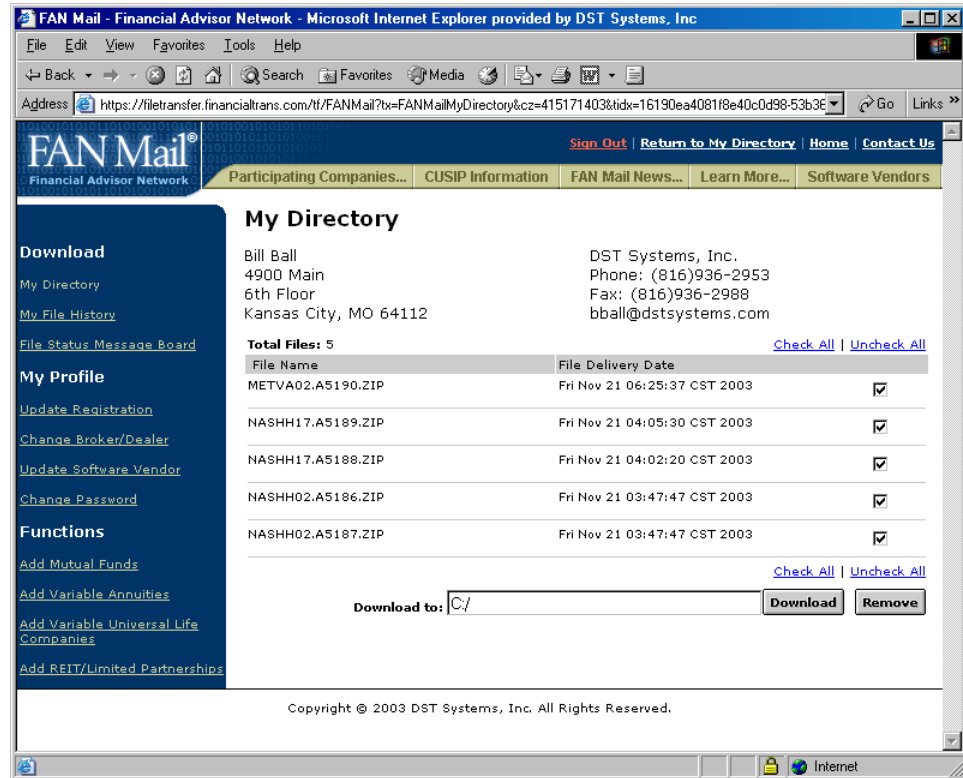 FAN Mail - Financial Advisor Network - Microsoft Internet Explorer provided by DST Systems, Inc
File Edit View Favorites Tools Help
Back Search Favorites Media
Address https://filetransfer.financialtrans.com/tf/FANMail?tx=FANMailMyDirectory&cz=415171403&tidx=16190ea4081f8e40c0d98-53b3 Go Links »
FAN Mail®
Financial Advisor Network
Sign Out | Return to My Directory | Home | Contact Us
Participating Companies... CUSIP Information FAN Mail News... Learn More... Software Vendors
Download
My Directory
My File History
File Status Message Board
My Profile
Update Registration
Change Broker/Dealer
Update Software Vendor
Change Password
Functions
Add Mutual Funds
Add Variable Annuities
Add Variable Universal Life
Companies
Add REIT/Limited Partnerships
My Directory
Bill Ball
4900 Main
6th Floor
Kansas City, MO 64112
DST Systems, Inc.
Phone: (816)936-2953
Fax: (816)936-2988
bball@dstsystems.com
Total Files: 5 Check All | Uncheck All
File Name File Delivery Date
METVA02.A5190.ZIP Fri Nov 21 06:25:37 CST 2003
NASHH17.A5189.ZIP Fri Nov 21 04:05:30 CST 2003
NASHH17.A5188.ZIP Fri Nov 21 04:02:20 CST 2003
NASHH02.A5186.ZIP Fri Nov 21 03:47:47 CST 2003
NASHH02.A5187.ZIP Fri Nov 21 03:47:47 CST 2003
Check All | Uncheck All
Download to: C:/ Download Remove
Copyright © 2003 DST Systems, Inc. All Rights Reserved.
Internet